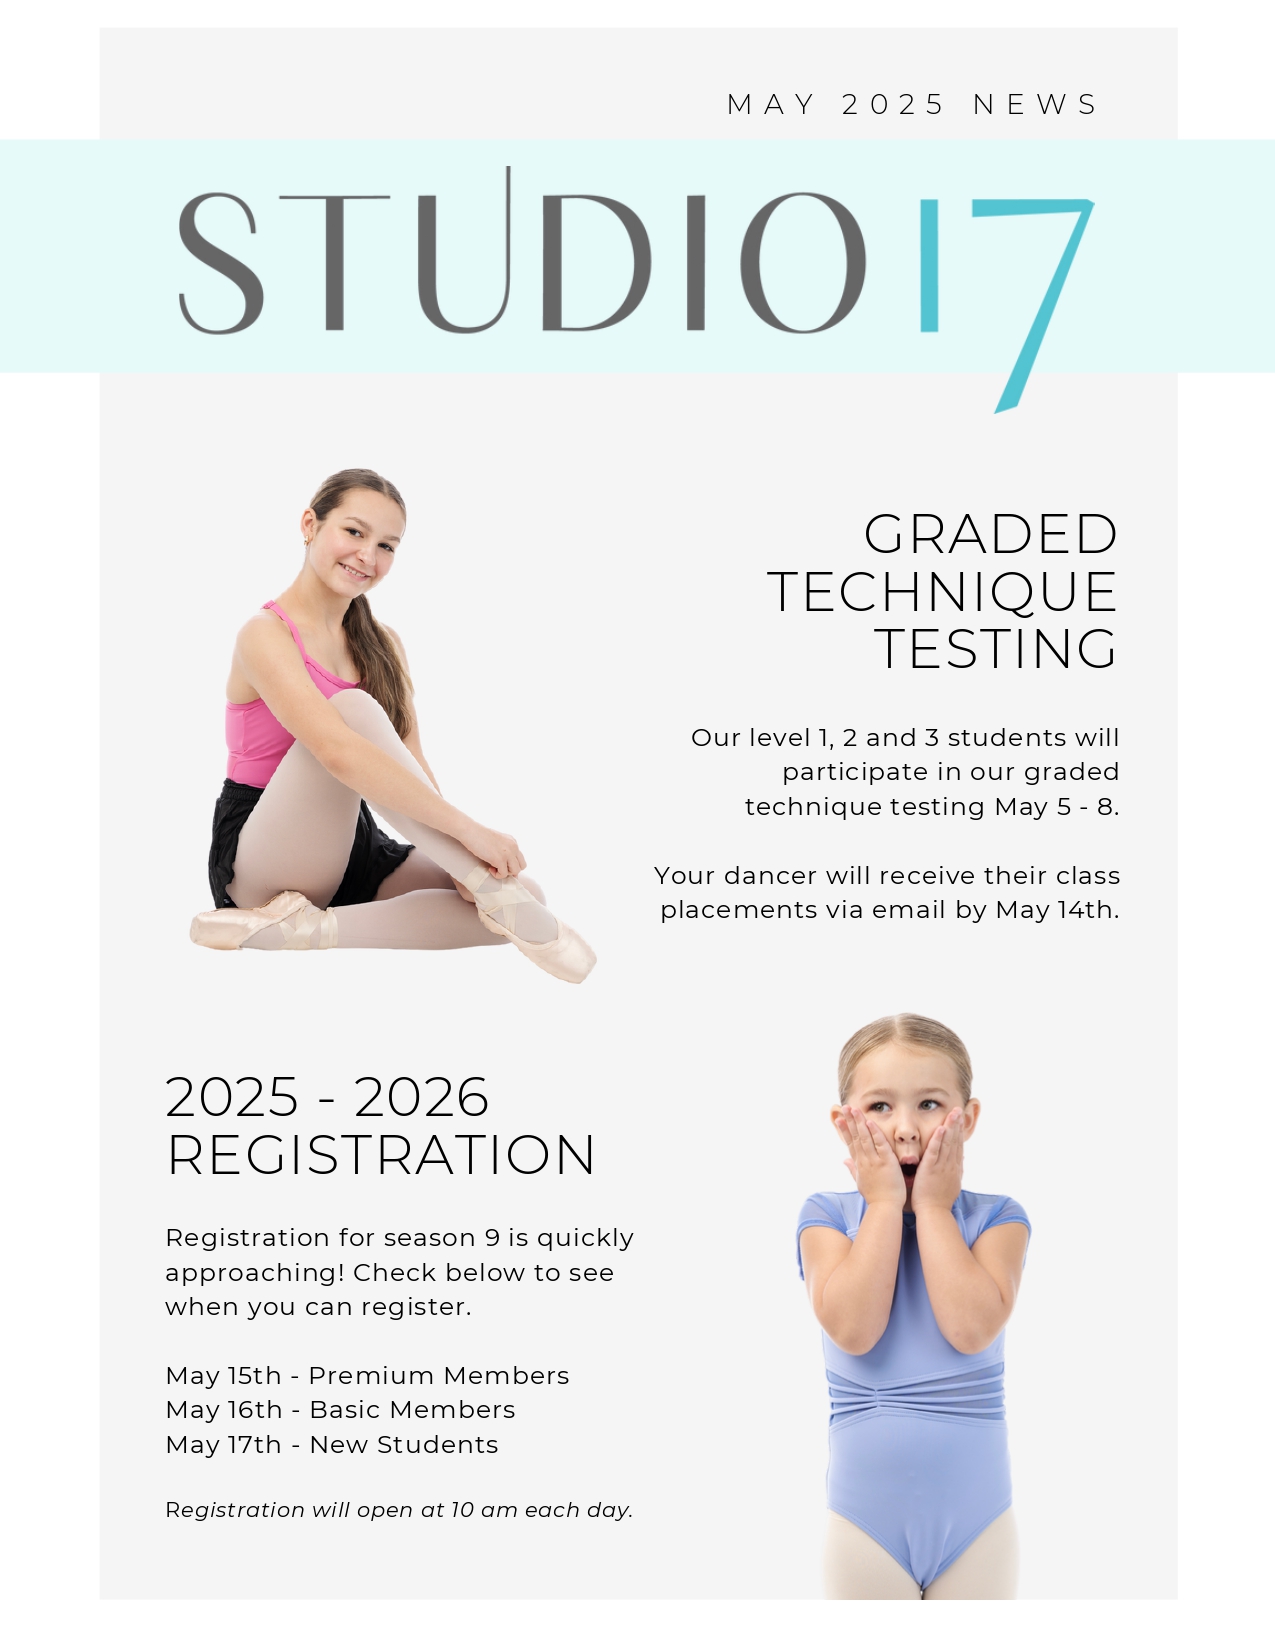 MAY 2025 NEWS
STUDIO 17
GRADED
TECHNIQUE
TESTING
Our level 1, 2 and 3 students will
participate in our graded
technique testing May 5 - 8.
Your dancer will receive their class
placements via email by May 14th.
2025 - 2026
REGISTRATION
Registration for season 9 is quickly
approaching! Check below to see
when you can register.
May 15th - Premium Members
May 16th - Basic Members
May 17th - New Students
Registration will open at 10 am each day.